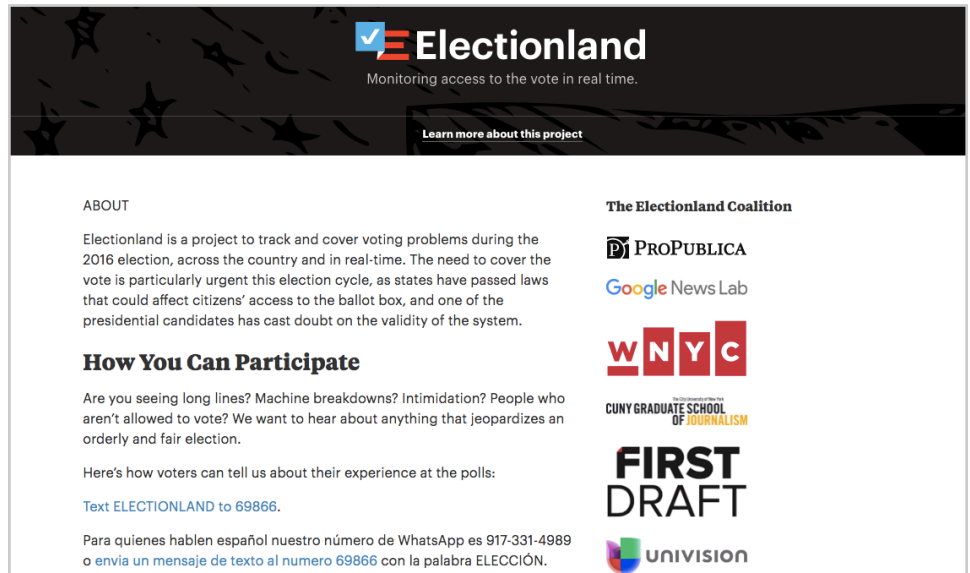 Electionland
Monitoring access to the vote in real time.
Learn more about this project
ABOUT
Electionland is a project to track and cover voting problems during the
2016 election, across the country and in real-time. The need to cover the
vote is particularly urgent this election cycle, as states have passed laws
that could affect citizens’ access to the ballot box, and one of the
presidential candidates has cast doubt on the validity of the system.
How You Can Participate
Are you seeing long lines? Machine breakdowns? Intimidation? People who
aren’t allowed to vote? We want to hear about anything that jeopardizes an
orderly and fair election.
Here’s how voters can tell us about their experience at the polls:
Text ELECTIONLAND to 69866.
Para quienes hablen español nuestro número de WhatsApp es 917-331-4989
o envia un mensaje de texto al numero 69866 con la palabra ELECCIÓN.
The Electionland Coalition
PROPUBLICA
Google News Lab
WNYC
The City University of New York
CUNY GRADUATE SCHOOL
OF JOURNALISM
FIRST
DRAFT
UNIVISION